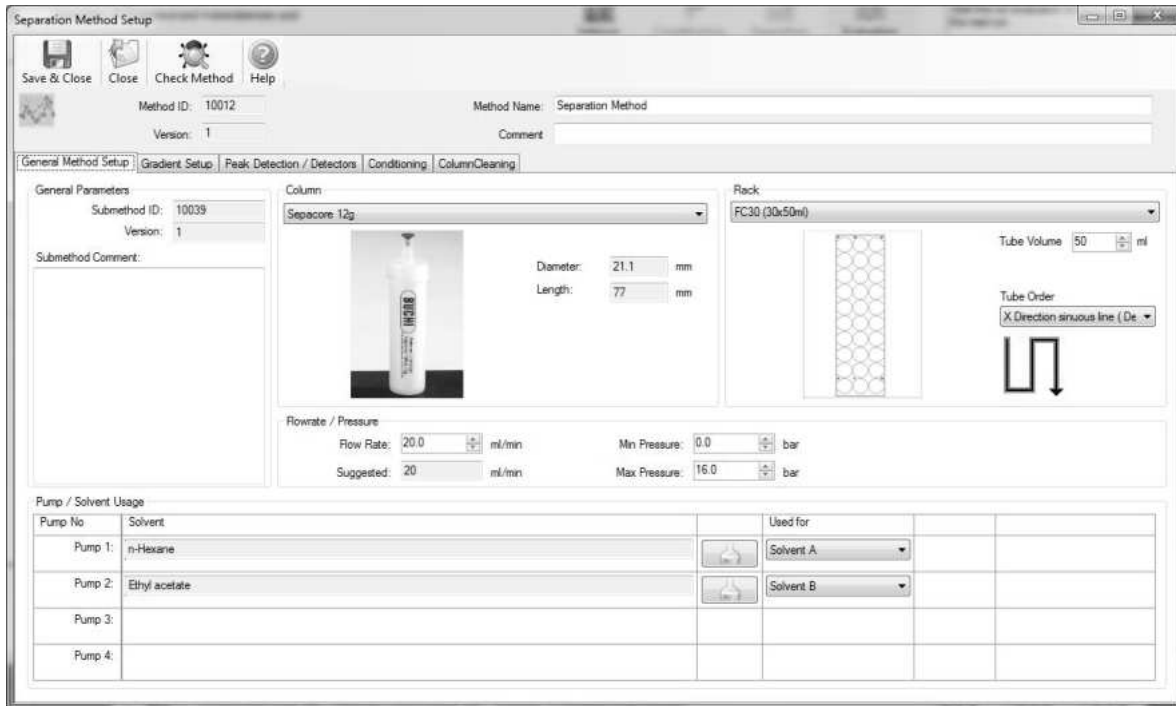 Separation Method Setup
Save & Close Close Check Method Help
Method ID: 10012 Method Name: Separation Method
Version: 1 Comment
General Method Setup Gradient Setup Peak Detection / Detectors Conditioning ColumnCleaning
General Parameters Column Rack
Submethod ID: 10039 Sepacore 12g FC30 (30x50ml)
Version: 1
Tube Volume 50 ml
Submethod Comment:
Diameter: 21.1 mm
Length: 77 mm
Tube Order
X Direction sinuous line ( De
BUCHI
Flowrate / Pressure
Flow Rate: 20.0 ml/min Min Pressure: 0.0 bar
Suggested: 20 ml/min Max Pressure: 16.0 bar
Pump / Solvent Usage
Pump No Solvent Used for
Pump 1: n-Hexane Solvent A
Pump 2: Ethyl acetate Solvent B
Pump 3:
Pump 4: